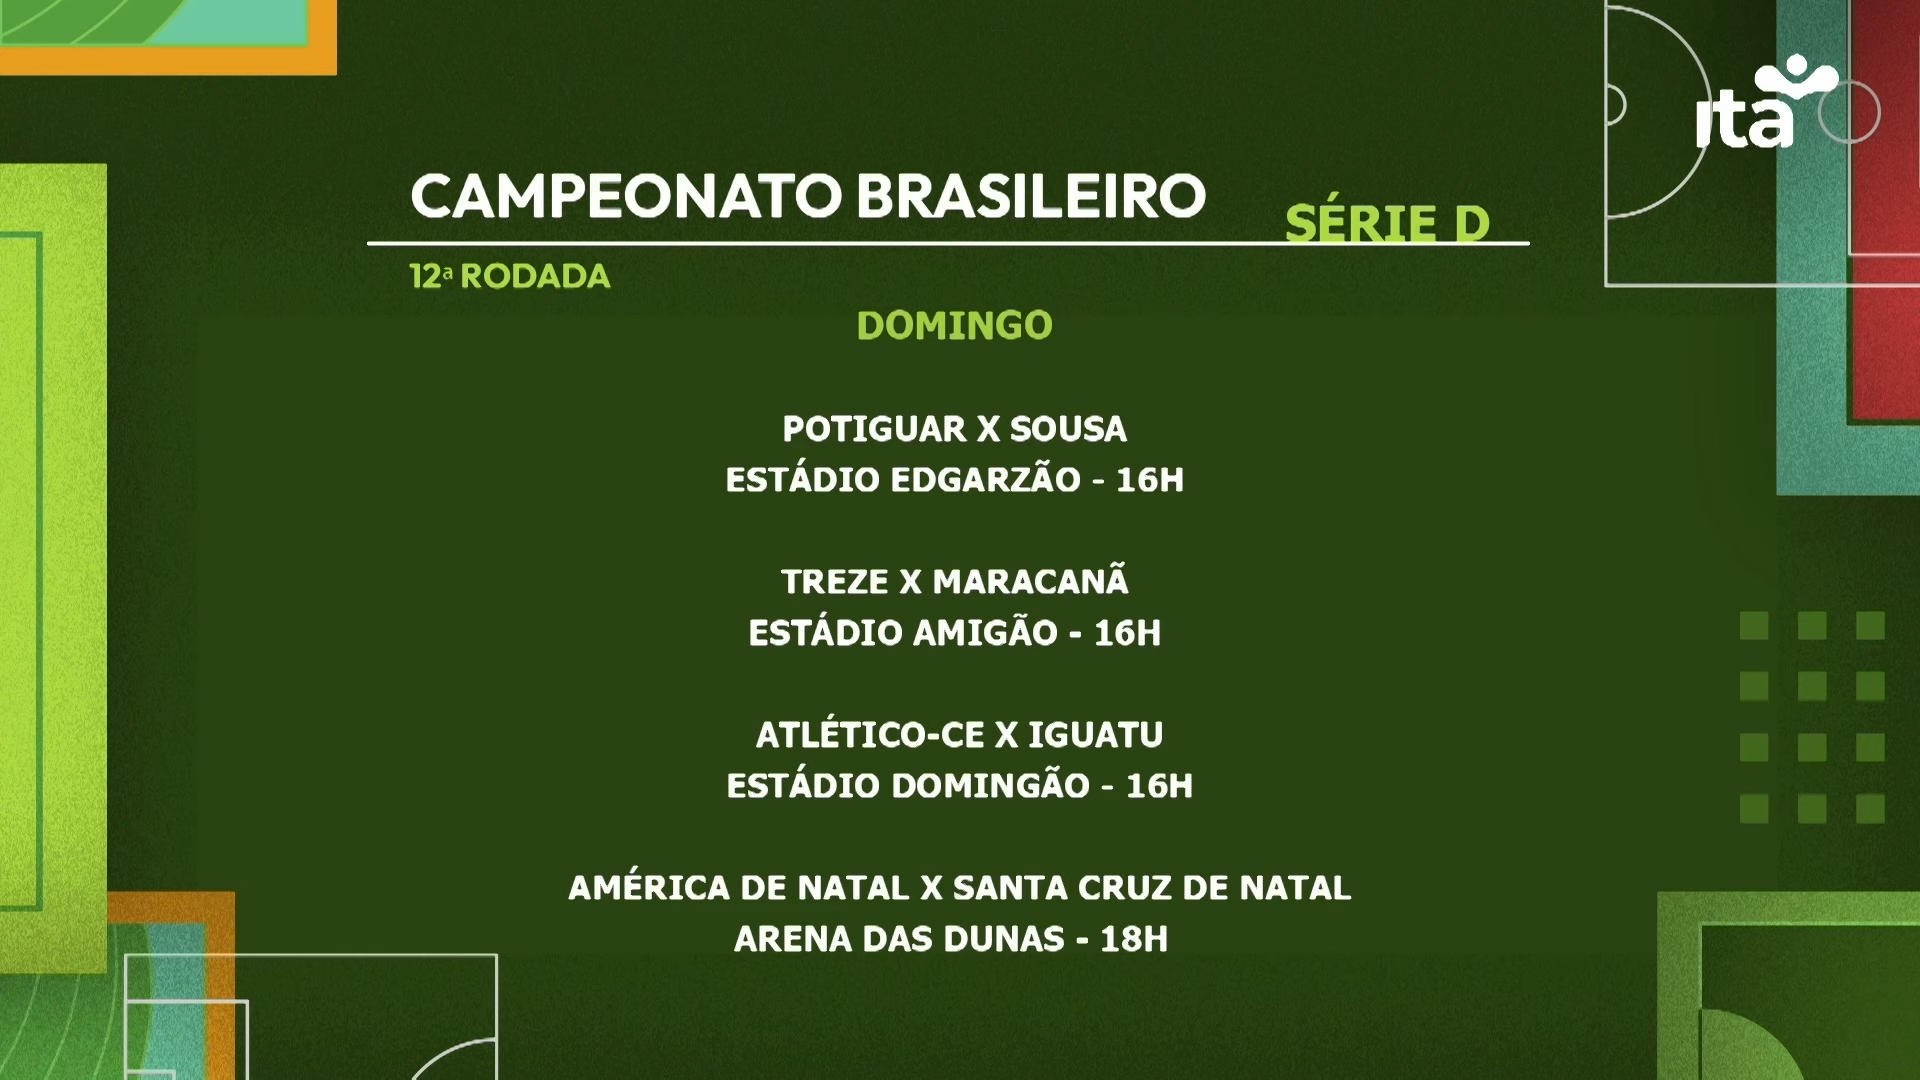 ita
CAMPEONATO BRASILEIRO
SÉRIE D
12ª RODADA
DOMINGO
POTIGUAR X SOUSA
ESTÁDIO EDGARZÃO - 16H
TREZE X MARACANÃ
ESTÁDIO AMIGÃO - 16H
ATLÉTICO-CE X IGUATU
ESTÁDIO DOMINGÃO - 16H
AMÉRICA DE NATAL X SANTA CRUZ DE NATAL
ARENA DAS DUNAS - 18H